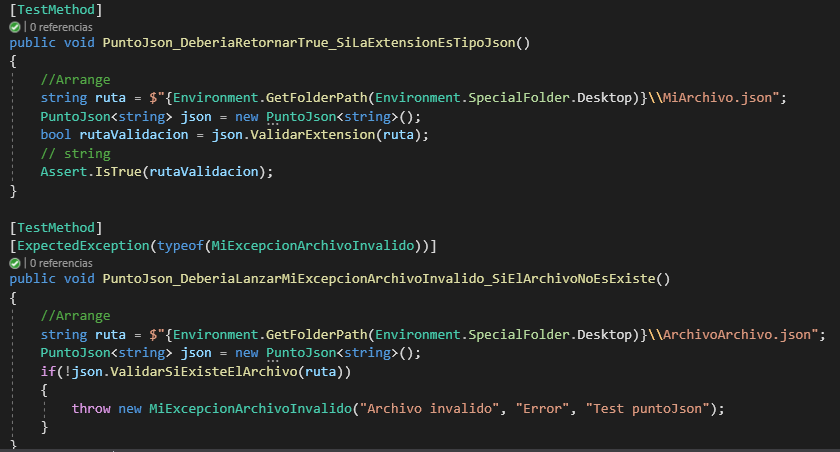 [TestMethod]
| 0 referencias
public void PuntoJson_DeberiaRetornarTrue_SiLaExtensionEsTipoJson()
{
//Arrange
string ruta = $"{Environment.GetFolderPath(Environment.SpecialFolder.Desktop)}\\MiArchivo.json";
PuntoJson<string> json = new PuntoJson<string>();
bool rutaValidacion = json.ValidarExtension(ruta);
// string
Assert.IsTrue(rutaValidacion);
}
[TestMethod]
[ExpectedException(typeof(MiExcepcionArchivoInvalido))]
| 0 referencias
public void PuntoJson_DeberiaLanzarMiExcepcionArchivoInvalido_SiElArchivoNoEsExiste()
{
//Arrange
string ruta = $"{Environment.GetFolderPath(Environment.SpecialFolder.Desktop)}\\ArchivoArchivo.json";
PuntoJson<string> json = new PuntoJson<string>();
if(!json.ValidarSiExisteElArchivo(ruta))
{
throw new MiExcepcionArchivoInvalido("Archivo invalido", "Error", "Test puntoJson");
}
}